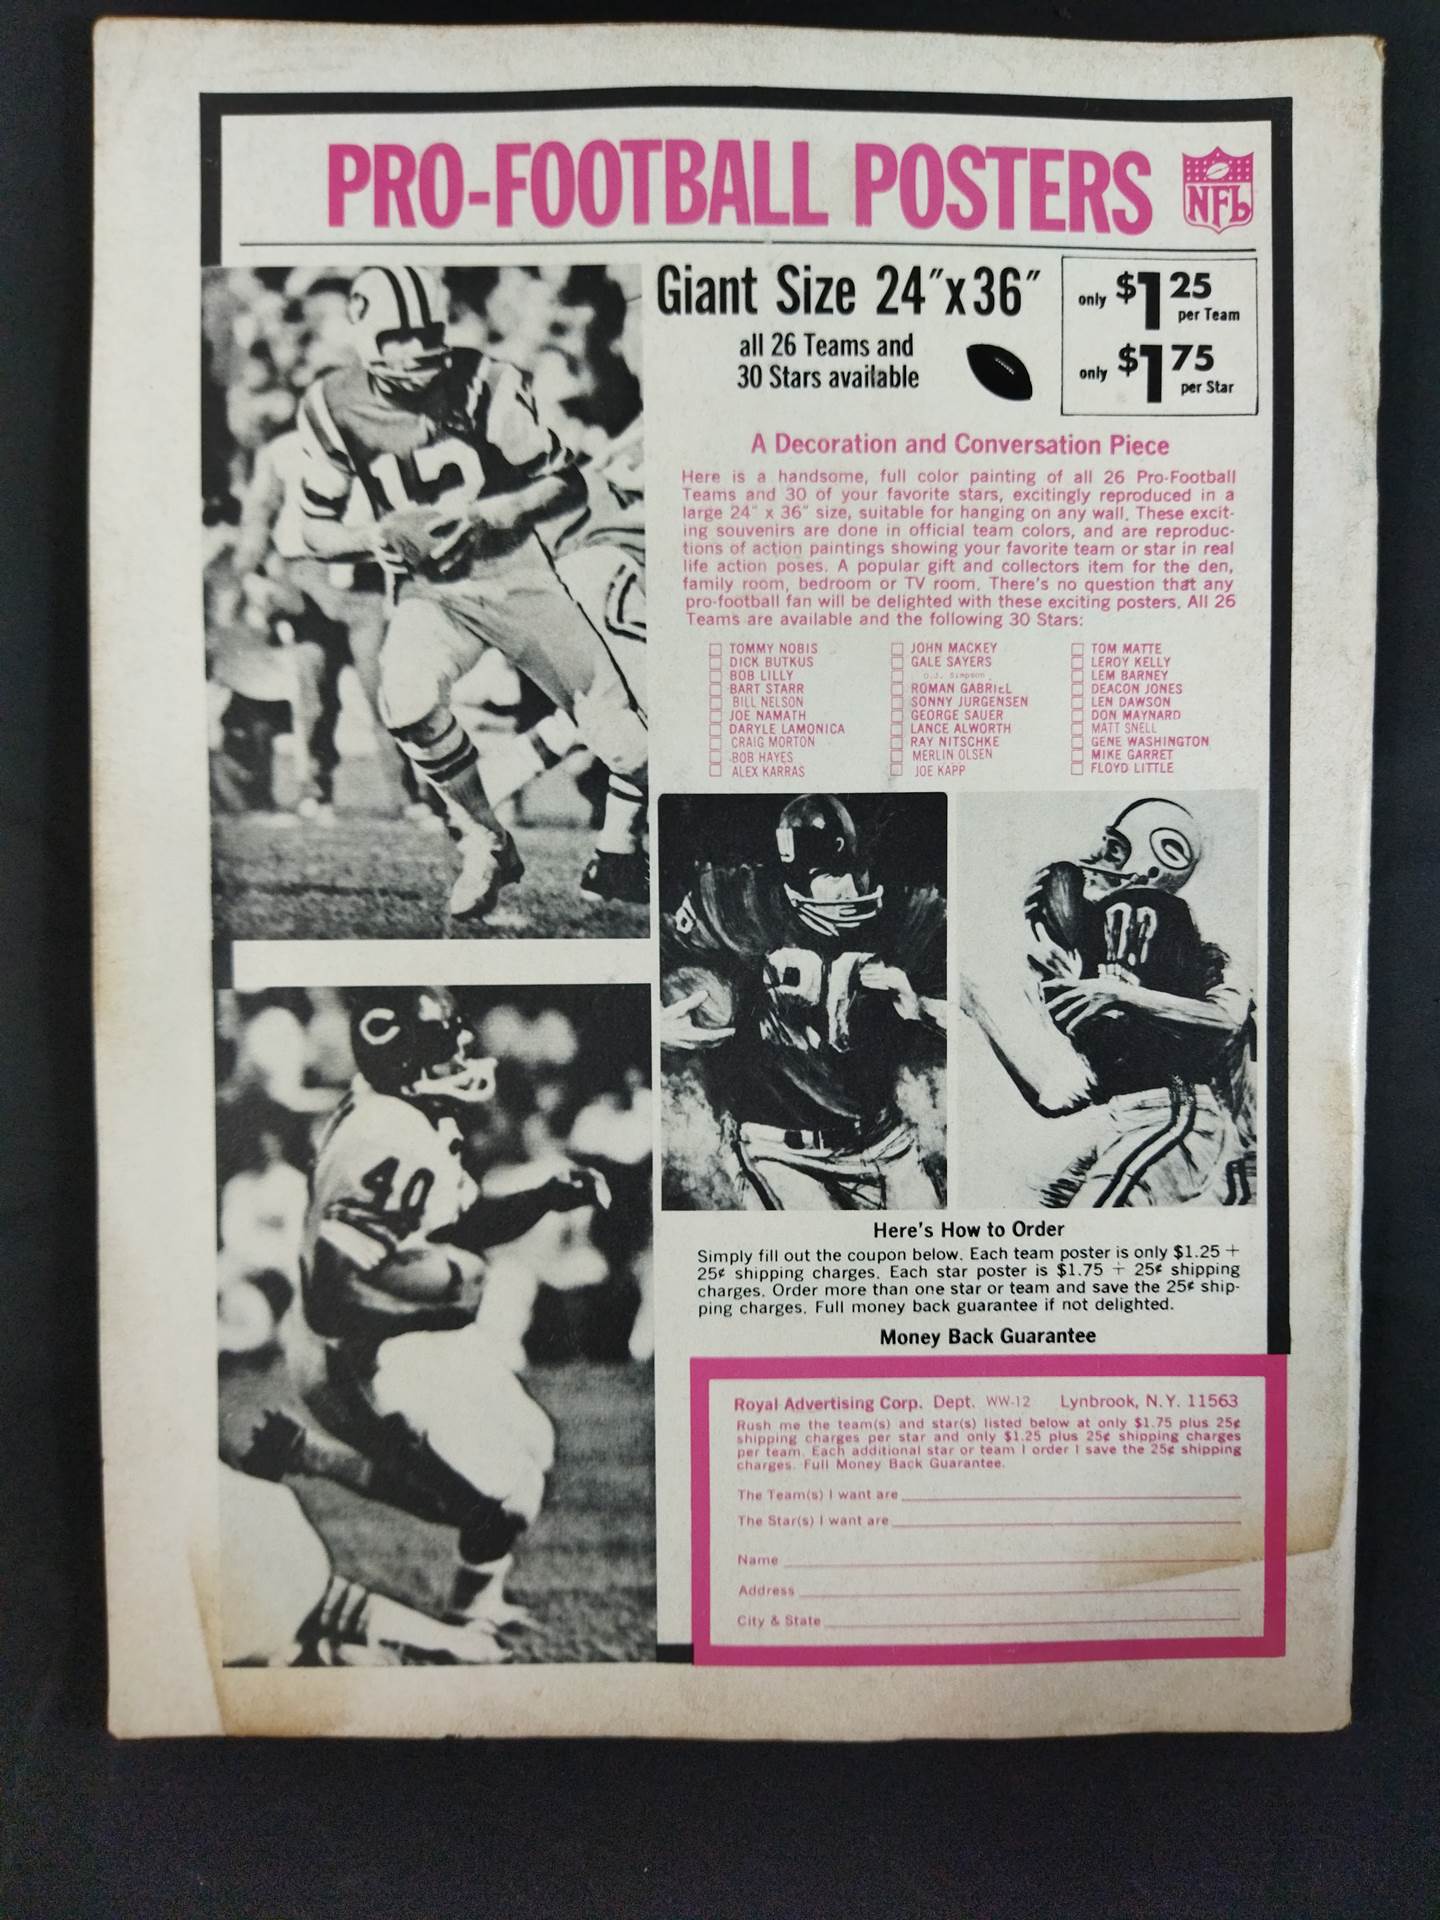 PRO-FOOTBALL POSTERS
NFL
Giant Size 24″x36″
all 26 Teams and
30 Stars available
only $1 25
per Team
only $1 75
per Star
A Decoration and Conversation Piece
Here is a handsome, full color painting of all 26 Pro-Football
Teams and 30 of your favorite stars, excitingly reproduced in a
large 24″ x 36″ size, suitable for hanging on any wall. These excit-
ing souvenirs are done in official team colors, and are reproduc-
tions of action paintings showing your favorite team or star in real
life action poses. A popular gift and collectors item for the den,
family room, bedroom or TV room. There's no question that any
pro-football fan will be delighted with these exciting posters. All 26
Teams are available and the following 30 Stars:
TOMMY NOBIS
DICK BUTKUS
BOB LILLY
BART STARR
BILL NELSON
JOE NAMATH
DARYLE LAMONICA
CRAIG MORTON
BOB HAYES
ALEX KARRAS
JOHN MACKEY
GALE SAYERS
O.J. Simpson
ROMAN GABRIEL
SONNY JURGENSEN
GEORGE SAUER
LANCE ALWORTH
RAY NITSCHKE
MERLIN OLSEN
JOE KAPP
TOM MATTE
LEROY KELLY
LEM BARNEY
DEACON JONES
LEN DAWSON
DON MAYNARD
MATT SNELL
GENE WASHINGTON
MIKE GARRET
FLOYD LITTLE
12
C
40
G
Here's How to Order
Simply fill out the coupon below. Each team poster is only $1.25 +
25¢ shipping charges. Each star poster is $1.75 + 25¢ shipping
charges. Order more than one star or team and save the 25¢ ship-
ping charges. Full money back guarantee if not delighted.
Money Back Guarantee
Royal Advertising Corp. Dept. WW-12 Lynbrook, N.Y. 11563
Rush me the team(s) and star(s) listed below at only $1.75 plus 25¢
shipping charges per star and only $1.25 plus 25¢ shipping charges
per team. Each additional star or team I order I save the 25¢ shipping
charges. Full Money Back Guarantee.
The Team(s) I want are
The Star(s) I want are
Name
Address
City & State